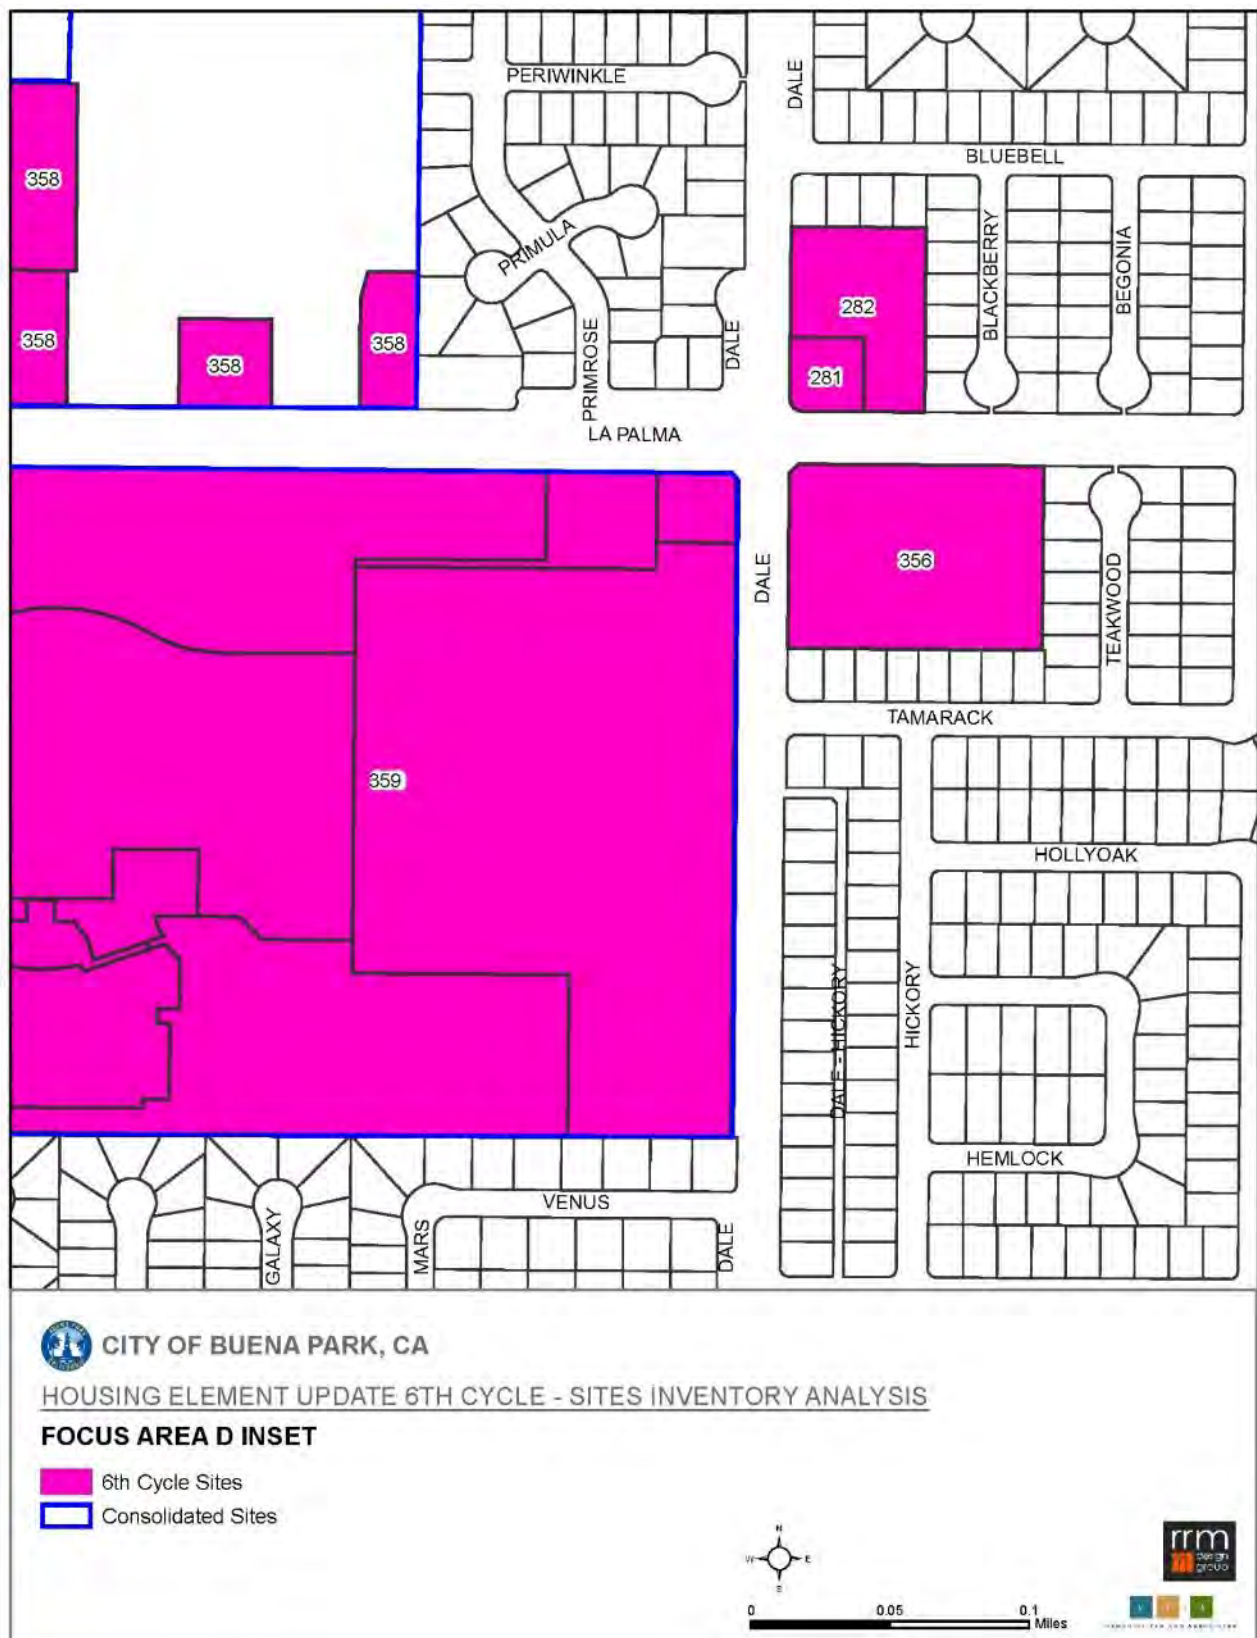 PERIWINKLE
DALE
BLUEBELL
358
PRIMULA
BLACKBERRY
BEGONIA
282
358
358
358
PRIMROSE
DALE
281
LA PALMA
DALE
356
TEAKWOOD
TAMARACK
359
HOLLYOAK
DALE - HICKORY
HICKORY
HEMLOCK
VENUS
GALAXY
MARS
DALE
CITY OF BUENA PARK, CA
HOUSING ELEMENT UPDATE 6TH CYCLE - SITES INVENTORY ANALYSIS
FOCUS AREA D INSET
6th Cycle Sites
Consolidated Sites
N
W
E
S
0 0.05 0.1
Miles
rrm
design
group